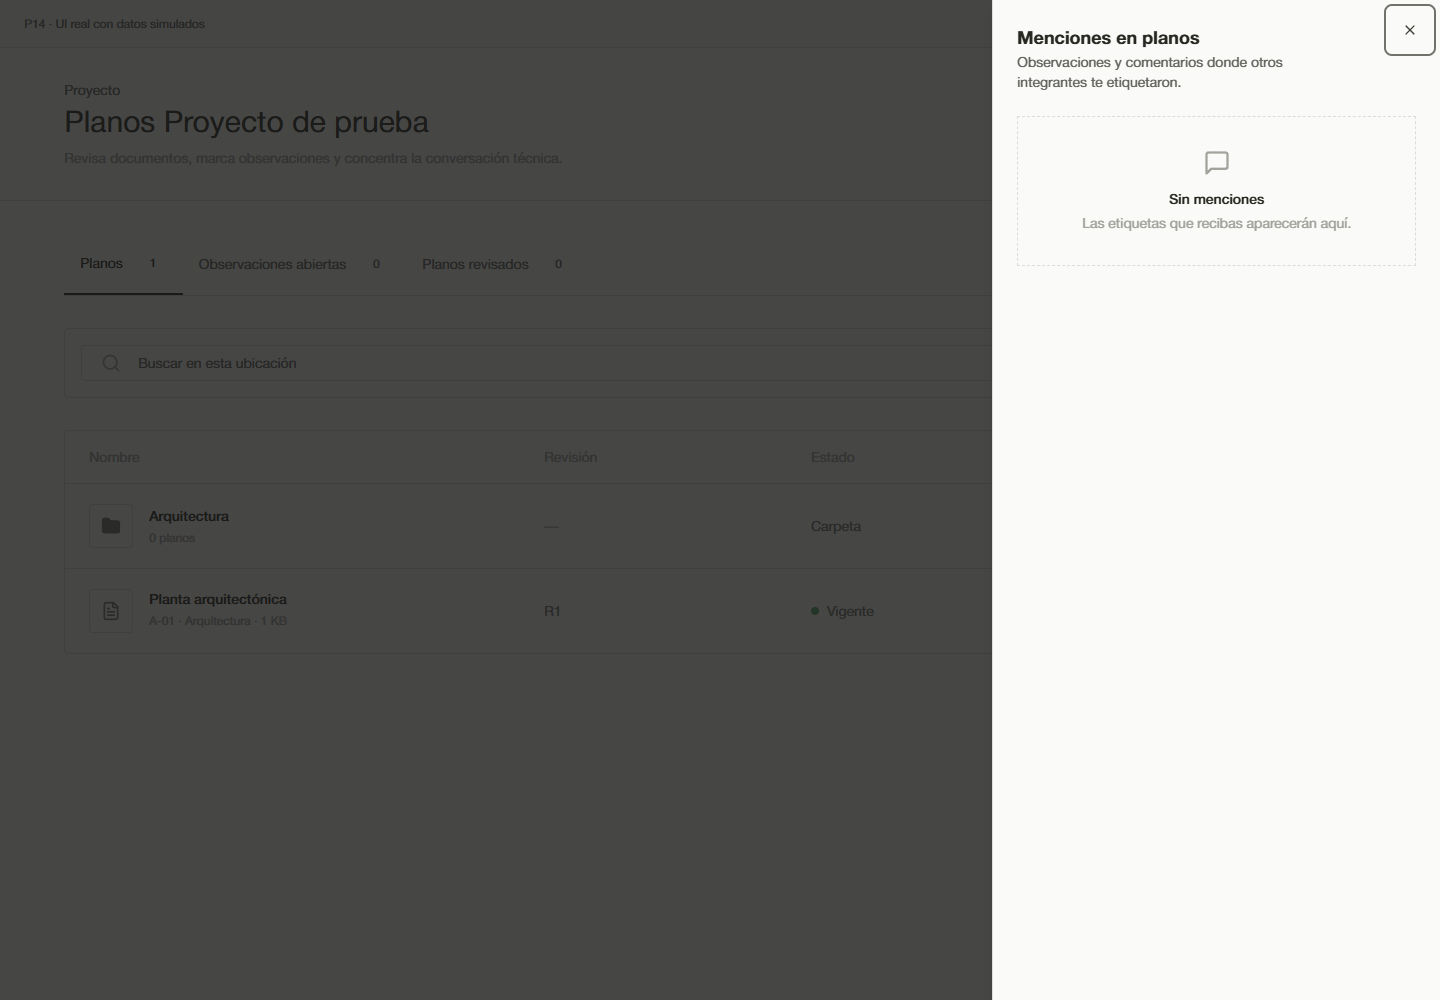 P14 · UI real con datos simulados
Proyecto
Planos Proyecto de prueba
Revisa documentos, marca observaciones y concentra la conversación técnica.
Planos 1 Observaciones abiertas 0 Planos revisados 0
Buscar en esta ubicación
Nombre Revisión Estado
Arquitectura
0 planos
— Carpeta
Planta arquitectónica
A-01 · Arquitectura · 1 KB
R1 Vigente
Menciones en planos
Observaciones y comentarios donde otros
integrantes te etiquetaron.
Sin menciones
Las etiquetas que recibas aparecerán aquí.